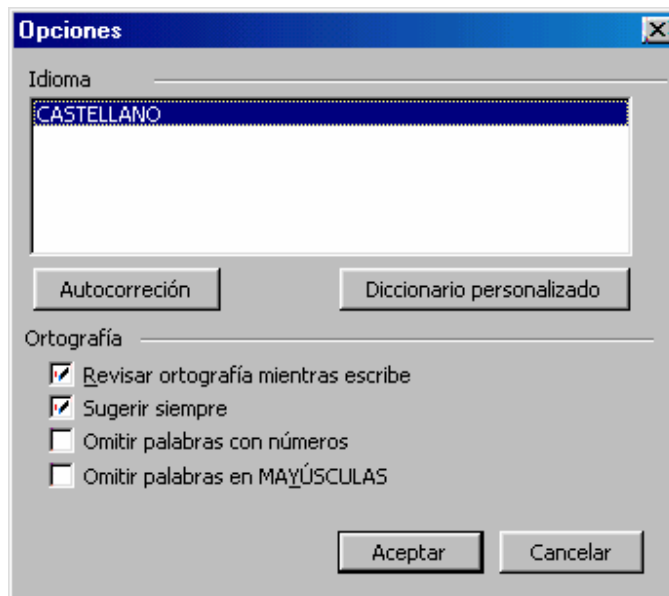 Opciones
Idioma
CASTELLANO
Autocorreción
Diccionario personalizado
Ortografía
Revisar ortografía mientras escribe
Sugerir siempre
Omitir palabras con números
Omitir palabras en MAYÚSCULAS
Aceptar
Cancelar